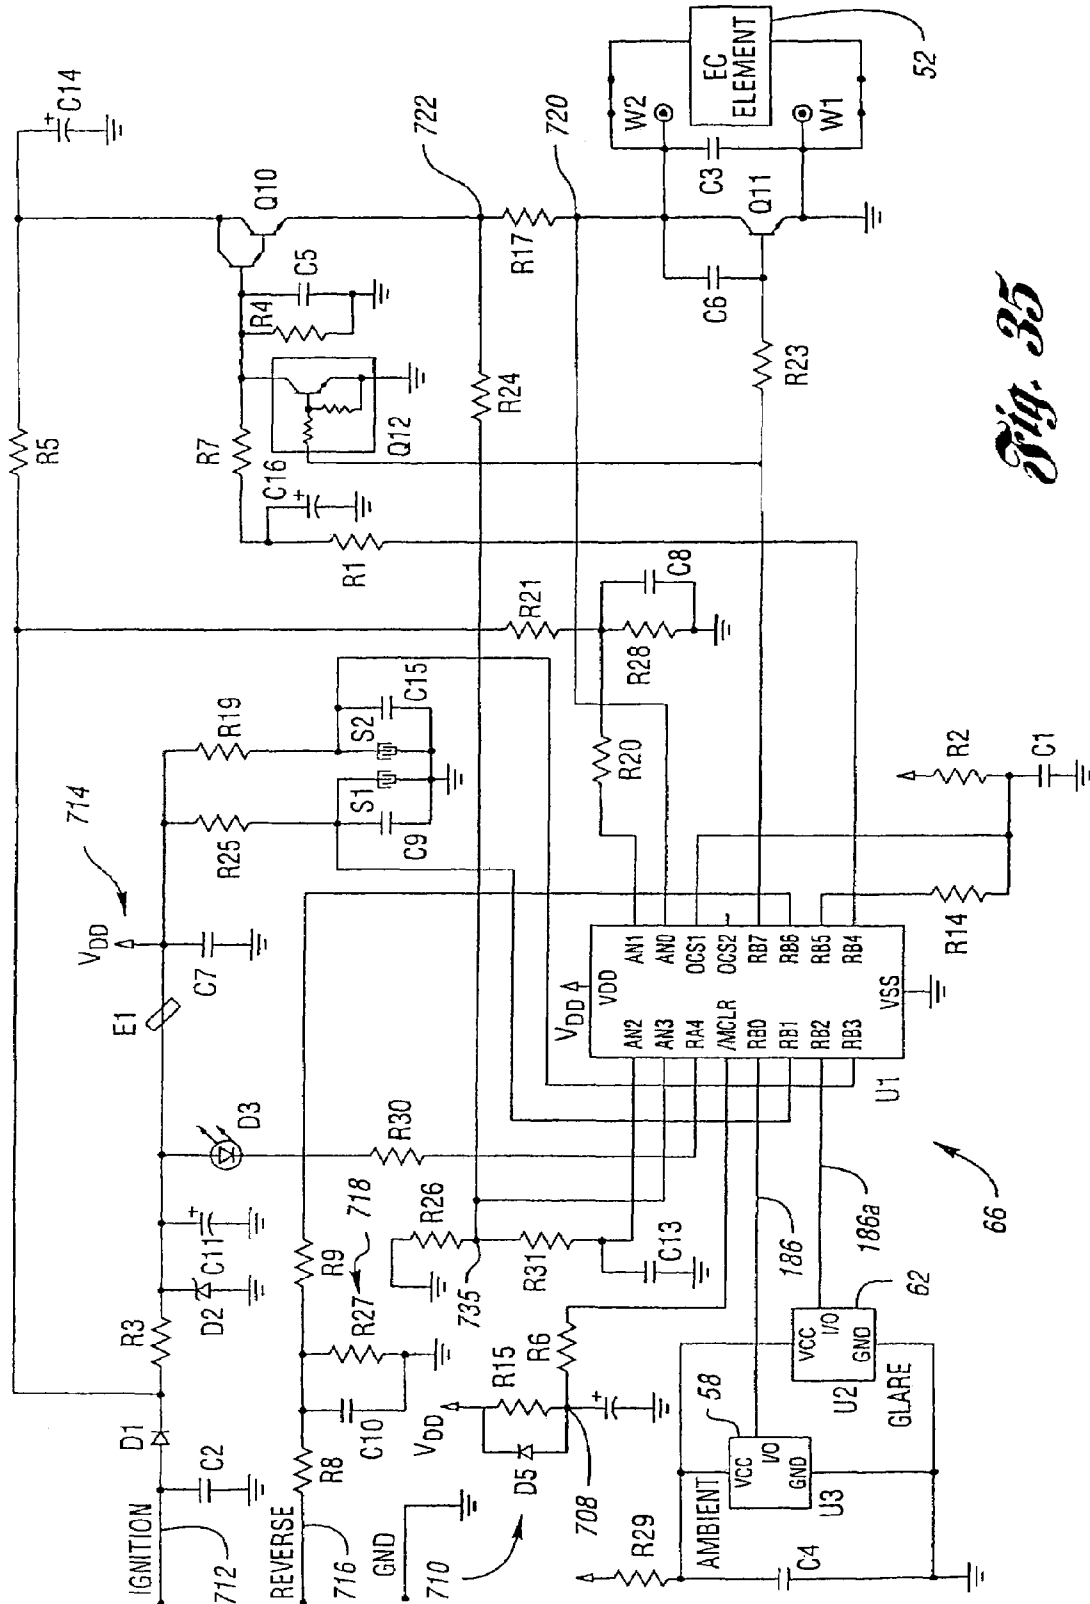 IGNITION
712
C2
D1
R3
D2
C11
+
D3
E1
VDD
714
C7
R25
R19
R5
C14
+
REVERSE
716
R8
C10
R27
718
R9
R30
S1
C9
S2
C15
R21
R1
C16
+
R7
Q12
R4
C5
Q10
GND
710
D5
VDD
R15
R6
708
+
735
R26
R31
C13
R24
722
R17
720
R20
R28
C8
R23
C6
Q11
C3
W2
W1
EC
ELEMENT
52
R29
AMBIENT
C4
58
VCC
I/O
GND
U3
62
VCC
I/O
GND
U2
GLARE
186
186a
66
U1
VDD
VDD
AN2
AN3
RA4
/MCLR
RB0
RB1
RB2
RB3
AN1
AN0
OCS1
OCS2
RB7
RB6
RB5
RB4
VSS
R14
R2
C1
Fig. 35